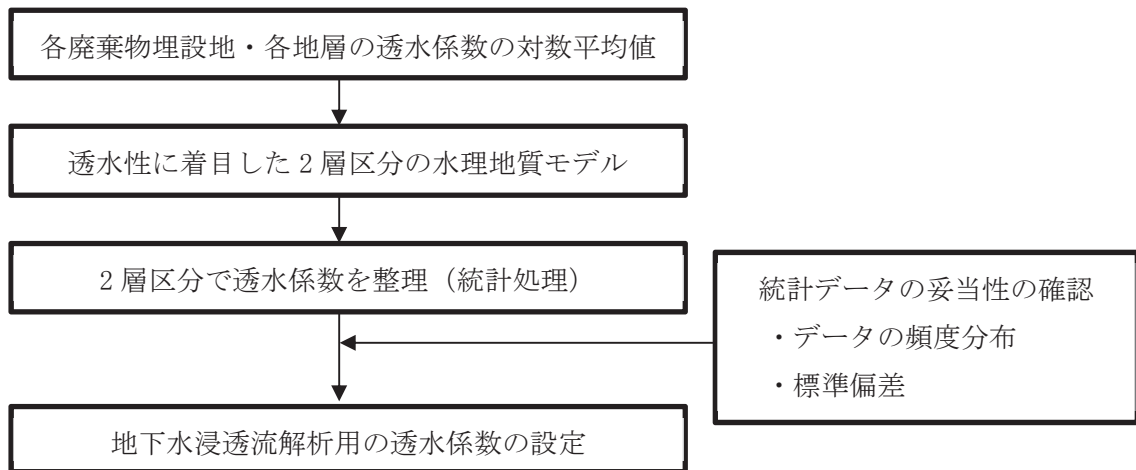 各廃棄物埋設地・各地層の透水係数の対数平均値
透水性に着目した 2 層区分の水理地質モデル
2 層区分で透水係数を整理（統計処理）
統計データの妥当性の確認
・データの頻度分布
・標準偏差
地下水浸透流解析用の透水係数の設定